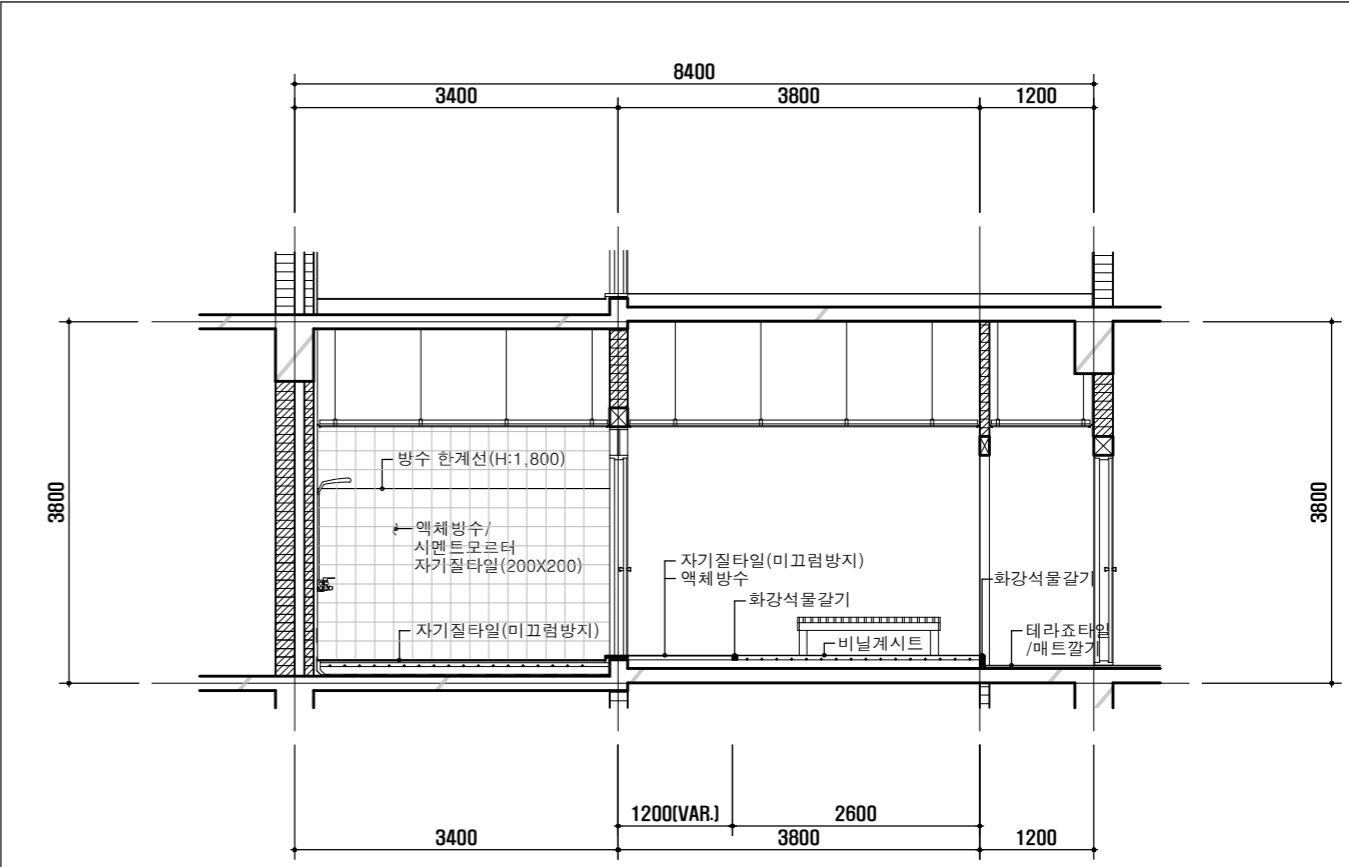 8400
3400
3800
1200
3800
3800
방수 한계선(H:1,800)
액체방수/
시멘트모르터
자기질타일(200X200)
자기질타일(미끄럼방지)
자기질타일(미끄럼방지)
액체방수
화강석물갈기
비닐계시트
화강석물갈기
테라죠타일
/매트깔기
1200(VAR.)
2600
3400
3800
1200